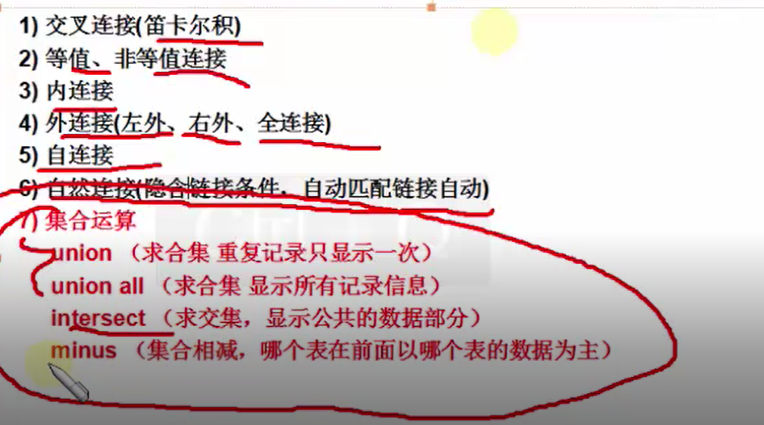 1) 交叉连接(笛卡尔积)
2) 等值、非等值连接
3) 内连接
4) 外连接(左外、右外、全连接)
5) 自连接
6) 自然连接(隐含链接条件，自动匹配链接自动)
7) 集合运算
union （求合集 重复记录只显示一次）
union all （求合集 显示所有记录信息）
intersect （求交集，显示公共的数据部分）
minus （集合相减，哪个表在前面以哪个表的数据为主）